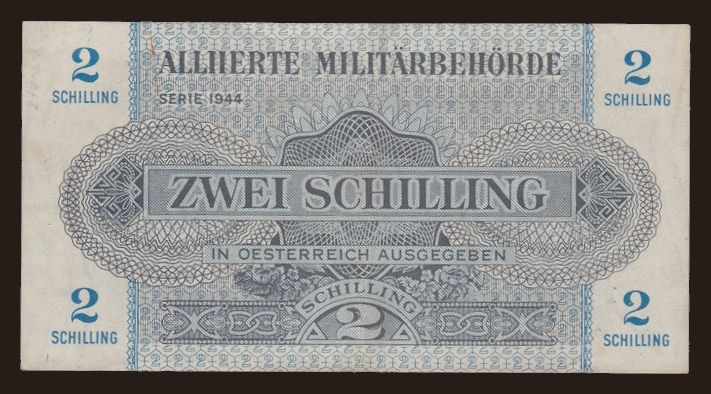 2
SCHILLING
ALLIIERTE MILITÄRBEHÖRDE
SERIE 1944
2
SCHILLING
ZWEI SCHILLING
IN OESTERREICH AUSGEGEBEN
2
SCHILLING
SCHILLING
2
2
SCHILLING